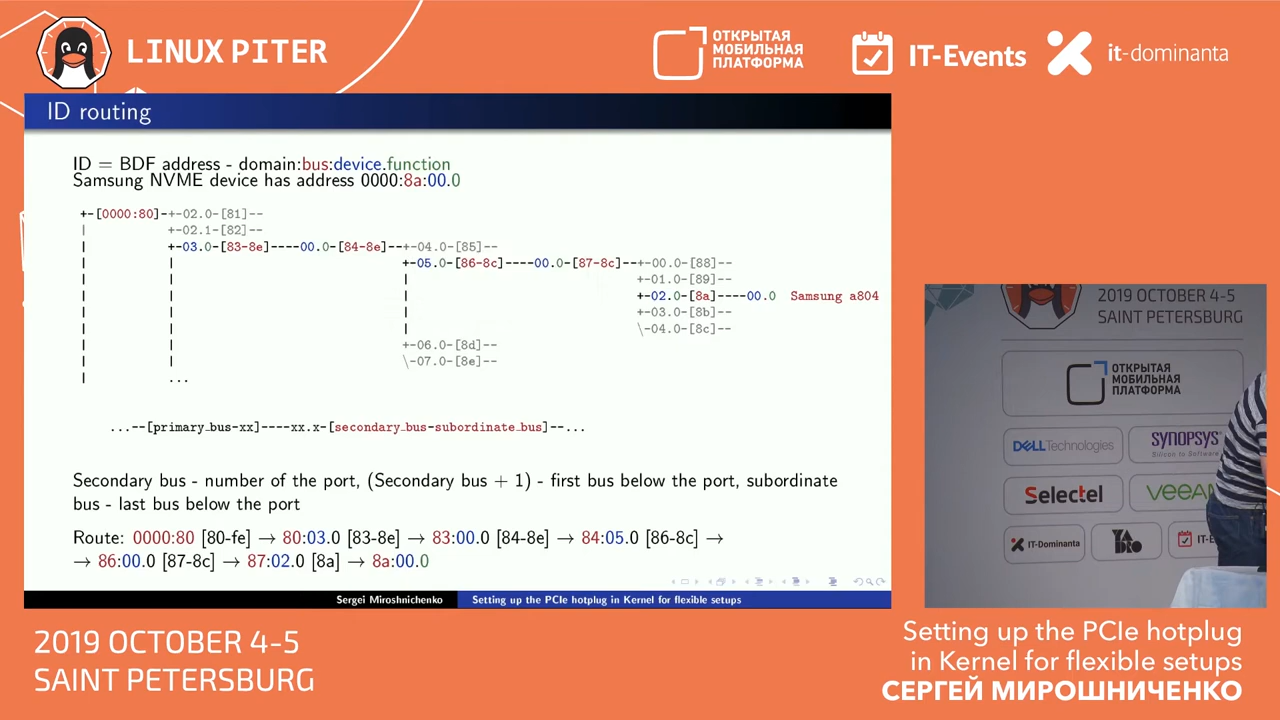 LINUX PITER
ОТКРЫТАЯ
МОБИЛЬНАЯ
ПЛАТФОРМА
IT-Events
it-dominanta
ID routing
ID = BDF address - domain:bus:device.function
Samsung NVME device has address 0000:8a:00.0
+-[0000:80]-+-02.0-[81]--
| +-02.1-[82]--
| +-03.0-[83-8e]----00.0-[84-8e]--+-04.0-[85]--
| | +-05.0-[86-8c]----00.0-[87-8c]--+-00.0-[88]--
| | | +-01.0-[89]--
| | | +-02.0-[8a]----00.0 Samsung a804
| | | +-03.0-[8b]--
| | | \-04.0-[8c]--
| | +-06.0-[8d]--
| | \-07.0-[8e]--
| ...
...--[primary_bus-xx]----xx.x-[secondary_bus-subordinate_bus]--...
Secondary bus - number of the port, (Secondary bus + 1) - first bus below the port, subordinate
bus - last bus below the port
Route: 0000:80 [80-fe] → 80:03.0 [83-8e] → 83:00.0 [84-8e] → 84:05.0 [86-8c] →
→ 86:00.0 [87-8c] → 87:02.0 [8a] → 8a:00.0
Sergei Miroshnichenko
Setting up the PCIe hotplug in Kernel for flexible setups
2019 OCTOBER 4-5
SAINT PETERSBURG
ОТКРЫТАЯ
МОБИЛЬНАЯ
ПЛАТФОРМА
DELL Technologies
SYNOPSYS
Silicon to Software
Selectel
VEEAM
IT-Dominanta
YADRO
IT-E
2019 OCTOBER 4-5
SAINT PETERSBURG
Setting up the PCIe hotplug
in Kernel for flexible setups
СЕРГЕЙ МИРОШНИЧЕНКО